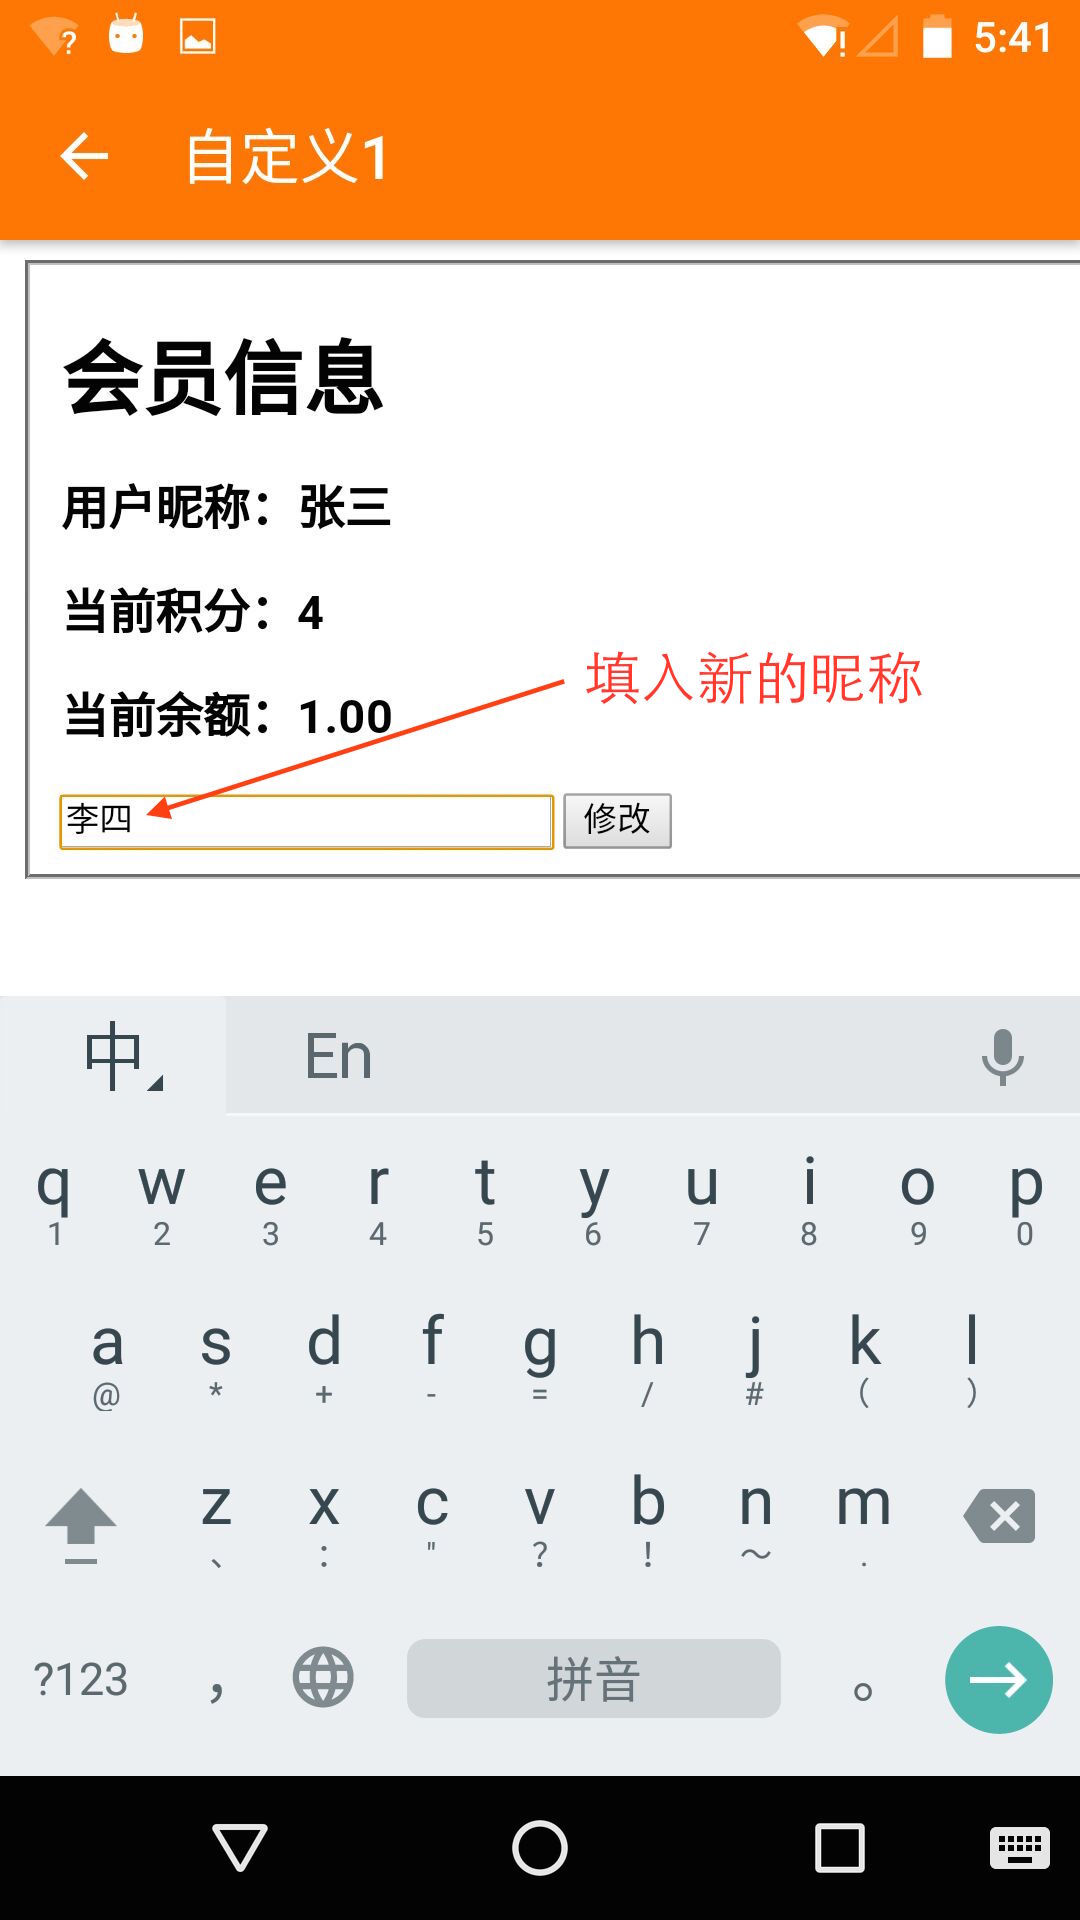 5:41
自定义1
会员信息
用户昵称：张三
当前积分：4
填入新的昵称
当前余额：1.00
李四 修改
中 En
q w e r t y u i o p
1 2 3 4 5 6 7 8 9 0
a s d f g h j k l
@ * + - = / # （ ）
z x c v b n m
、 : " ? ! ～ .
?123 ， 拼音 。